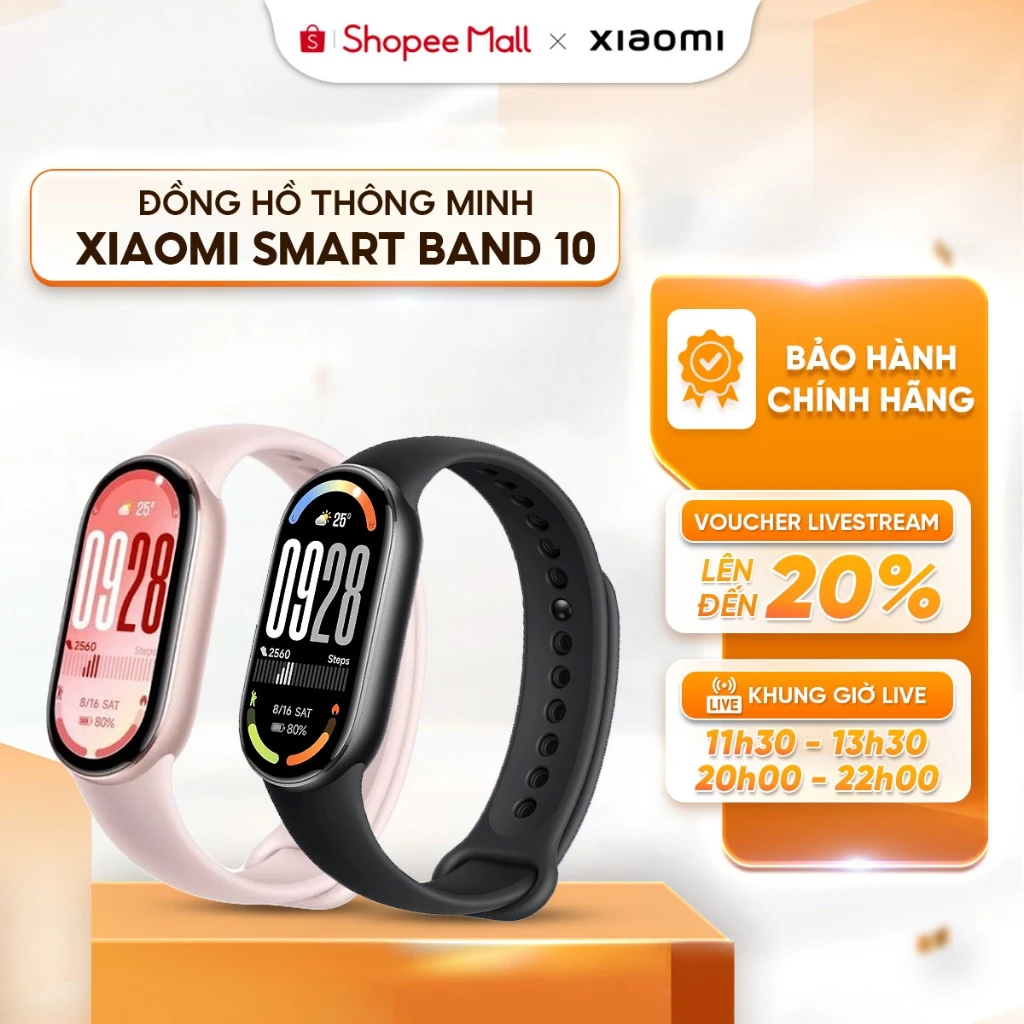 Shopee Mall × xiaomi
ĐỒNG HỒ THÔNG MINH
XIAOMI SMART BAND 10
BẢO HÀNH
CHÍNH HÃNG
VOUCHER LIVESTREAM
LÊN
ĐẾN
20%
LIVE
KHUNG GIỜ LIVE
11h30 - 13h30
20h00 - 22h00
25°
0928
2560
Steps
8/16 SAT
80%
25°
0928
2560
Steps
8/16 SAT
80%